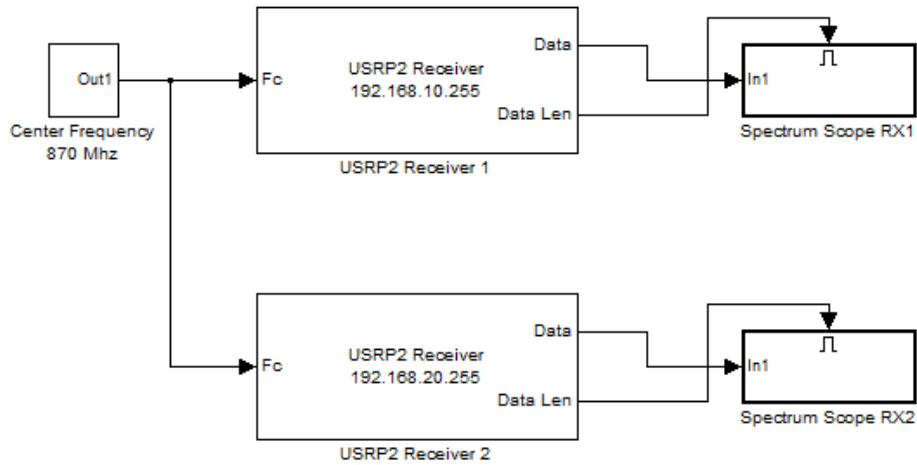 Out1
Center Frequency
870 Mhz
Fc
USRP2 Receiver
192.168.10.255
Data
Data Len
USRP2 Receiver 1
In1
Spectrum Scope RX1
Fc
USRP2 Receiver
192.168.20.255
Data
Data Len
USRP2 Receiver 2
In1
Spectrum Scope RX2